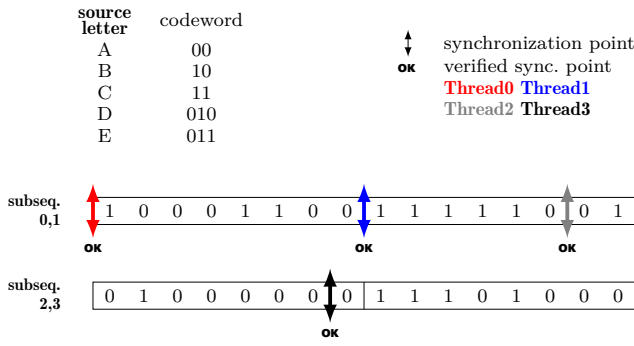 source letter codeword
A 00
B 10
C 11
D 010
E 011
synchronization point
OK verified sync. point
Thread0 Thread1
Thread2 Thread3
subseq. 0,1
1 0 0 0 1 1 0 0 1 1 1 1 1 0 0 1
OK OK OK
subseq. 2,3
0 1 0 0 0 0 0 0 1 1 1 0 1 0 0 0
OK